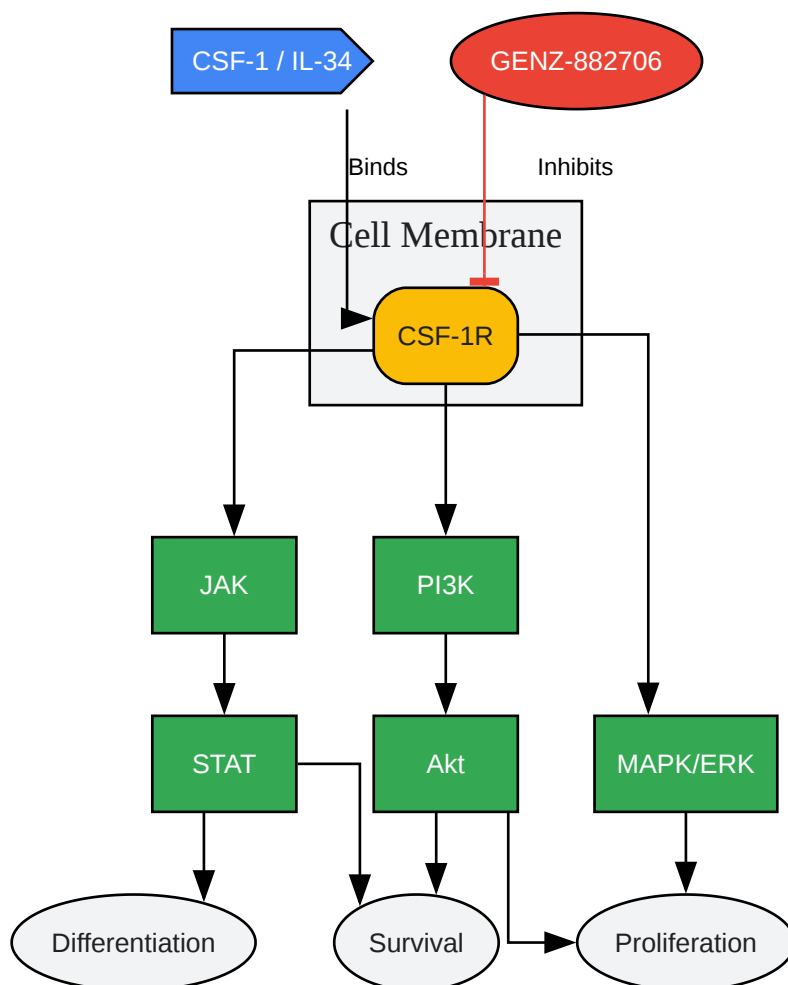 CSF-1 / IL-34
GENZ-882706
Binds
Inhibits
Cell Membrane
CSF-1R
JAK
PI3K
STAT
Akt
MAPK/ERK
Differentiation
Survival
Proliferation